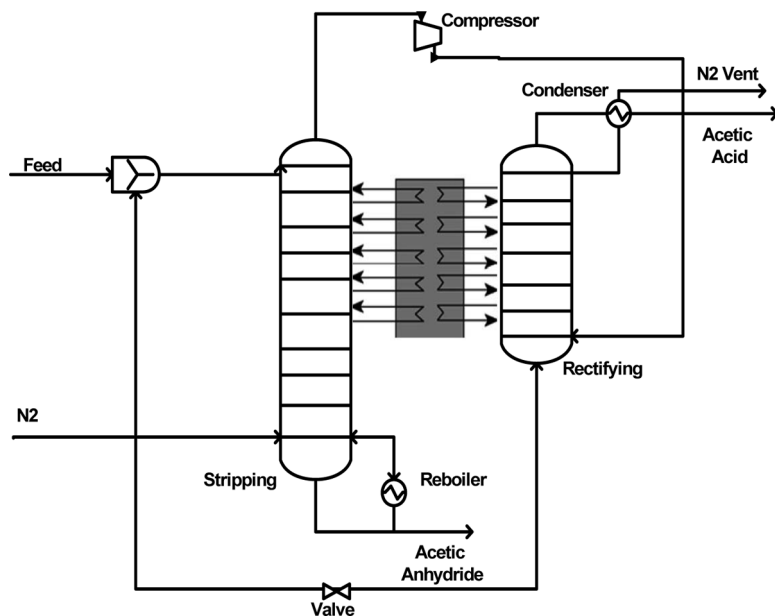 Compressor
N2 Vent
Condenser
Acetic
Acid
Feed
Rectifying
N2
Stripping
Reboiler
Acetic
Anhydride
Valve